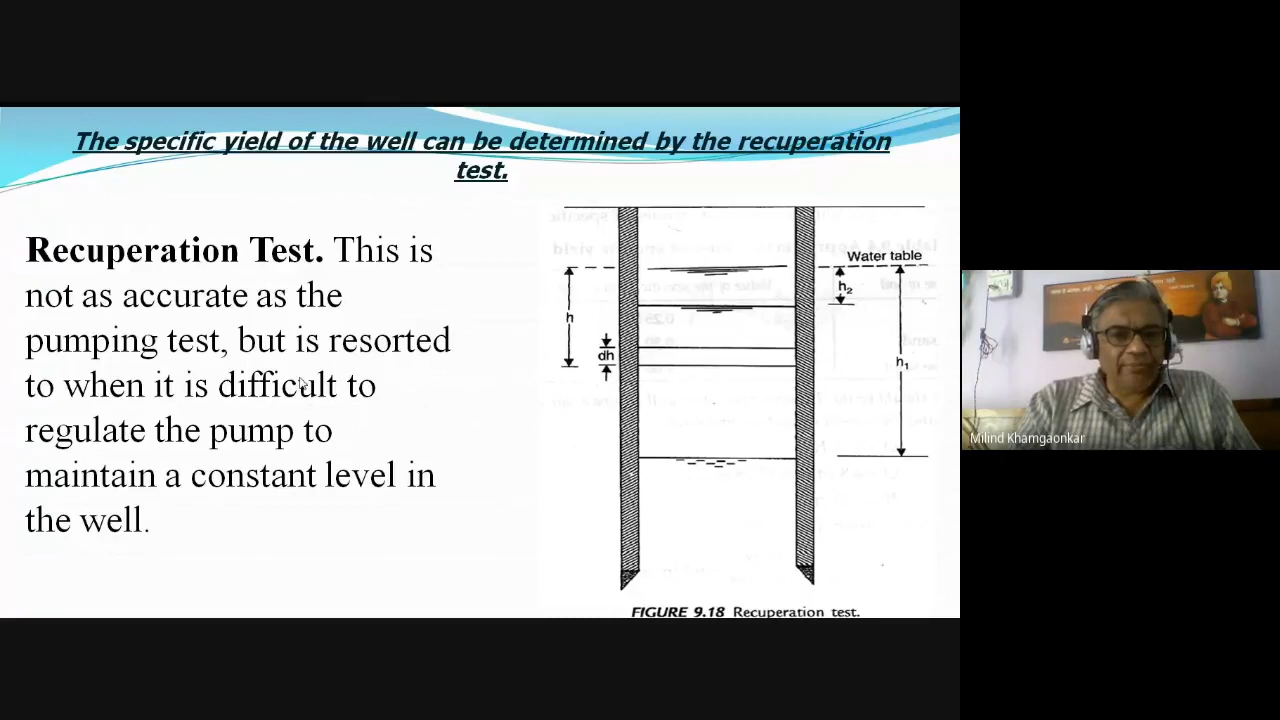 The specific yield of the well can be determined by the recuperation
test.
Recuperation Test. This is
not as accurate as the
pumping test, but is resorted
to when it is difficult to
regulate the pump to
maintain a constant level in
the well.
Water table
h₂
h
dh
h₁
FIGURE 9.18 Recuperation test.
Milind Khamgaonkar